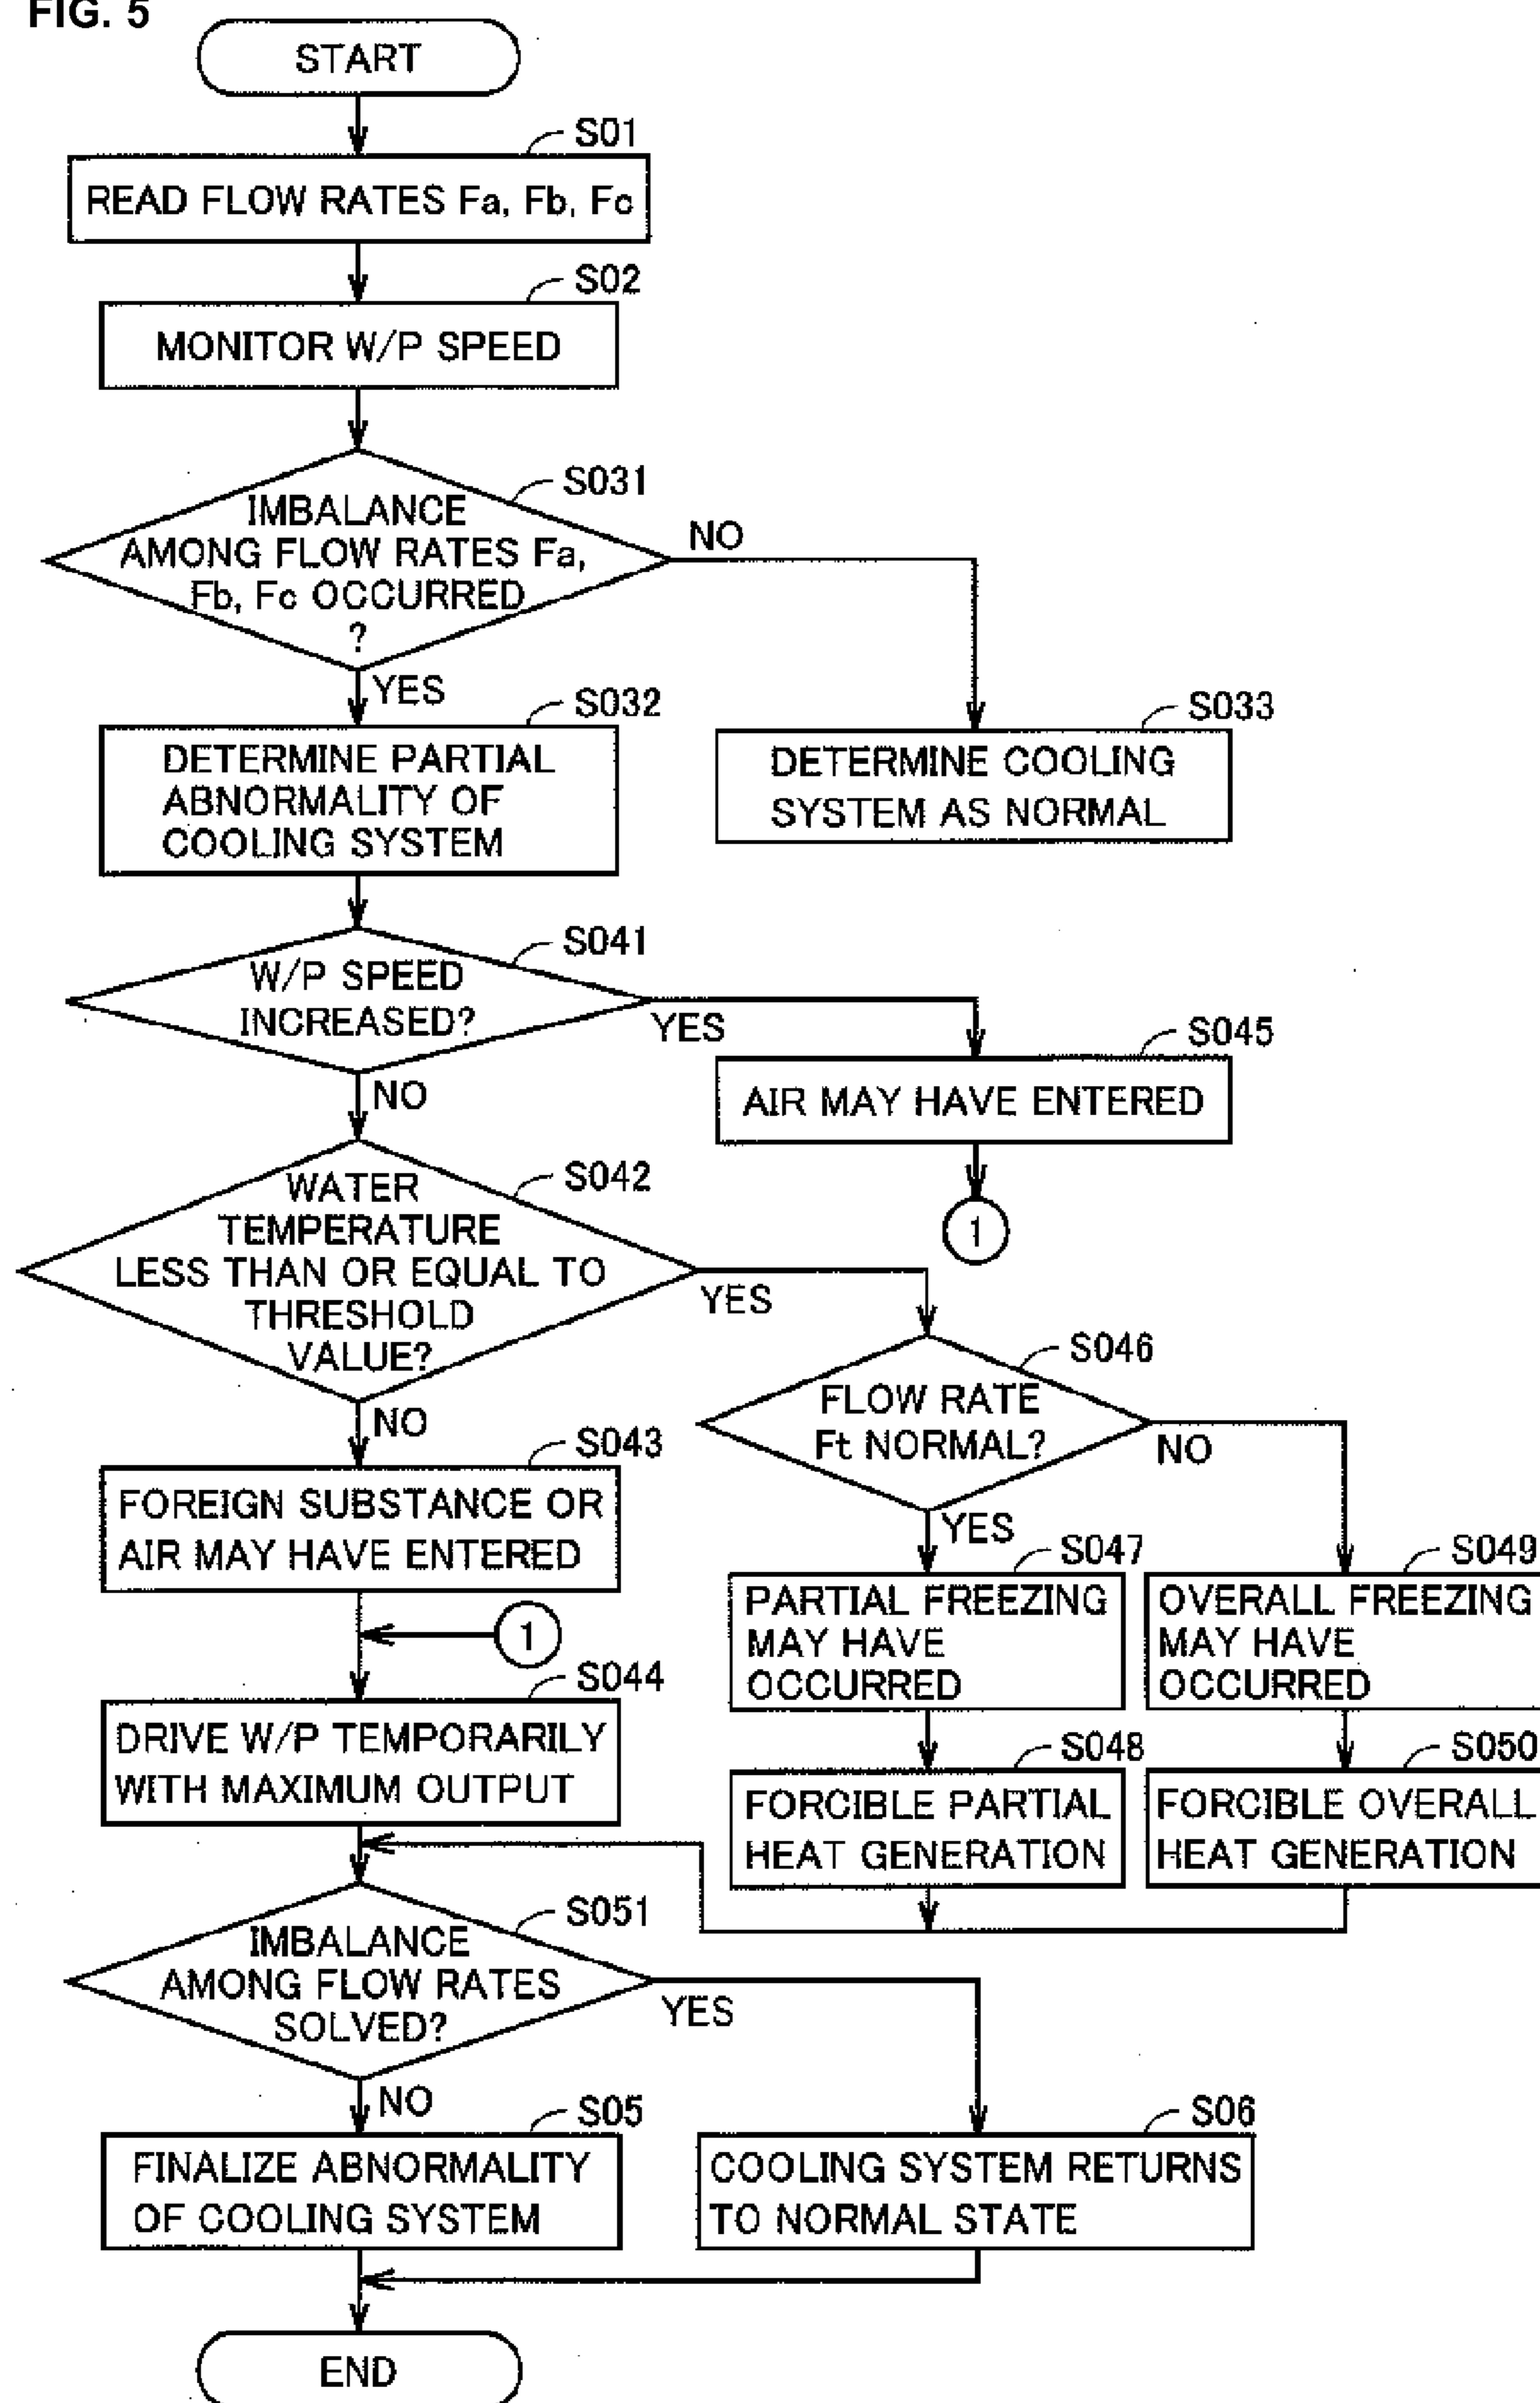 FIG. 5
START
S01
READ FLOW RATES Fa, Fb, Fc
S02
MONITOR W/P SPEED
S031
IMBALANCE
AMONG FLOW RATES Fa,
Fb, Fc OCCURRED
?
NO
YES
S032
DETERMINE PARTIAL
ABNORMALITY OF
COOLING SYSTEM
S033
DETERMINE COOLING
SYSTEM AS NORMAL
S041
W/P SPEED
INCREASED?
YES
NO
S045
AIR MAY HAVE ENTERED
1
S042
WATER
TEMPERATURE
LESS THAN OR EQUAL TO
THRESHOLD
VALUE?
YES
NO
S046
FLOW RATE
Ft NORMAL?
NO
YES
S043
FOREIGN SUBSTANCE OR
AIR MAY HAVE ENTERED
1
S047
PARTIAL FREEZING
MAY HAVE
OCCURRED
S049
OVERALL FREEZING
MAY HAVE
OCCURRED
S044
DRIVE W/P TEMPORARILY
WITH MAXIMUM OUTPUT
S048
FORCIBLE PARTIAL
HEAT GENERATION
S050
FORCIBLE OVERALL
HEAT GENERATION
S051
IMBALANCE
AMONG FLOW RATES
SOLVED?
YES
NO
S05
FINALIZE ABNORMALITY
OF COOLING SYSTEM
S06
COOLING SYSTEM RETURNS
TO NORMAL STATE
END